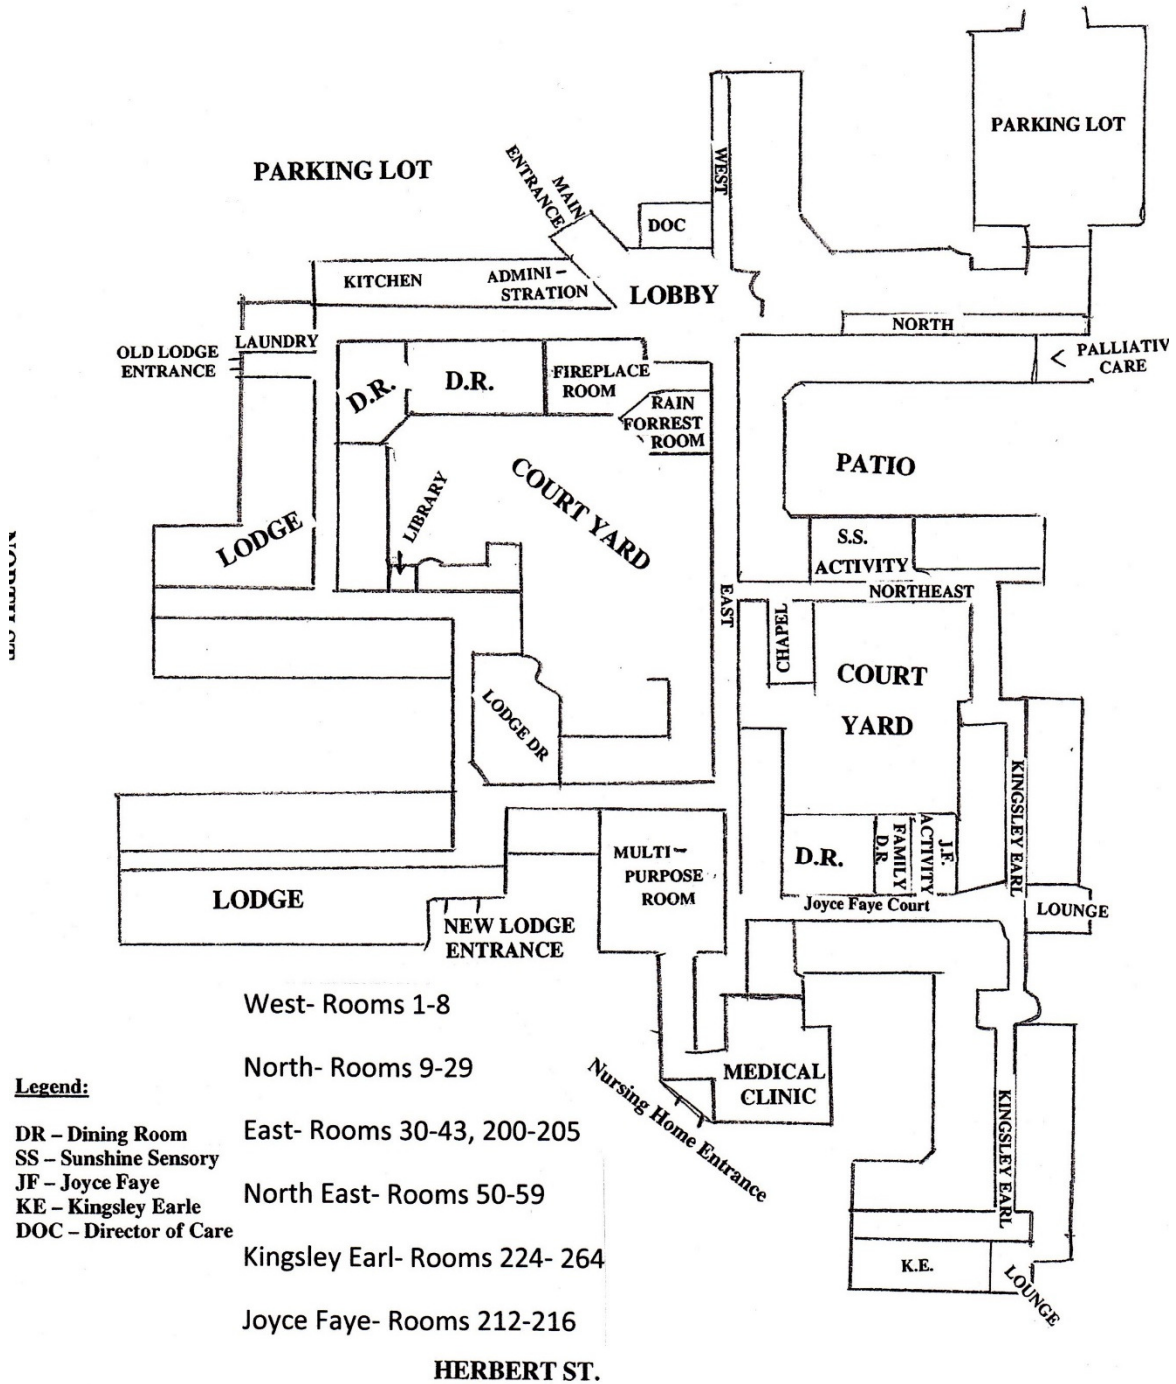 PARKING LOT
PARKING LOT
MAIN
ENTRANCE
WEST
DOC
KITCHEN
ADMINI -
STRATION
LOBBY
NORTH
LAUNDRY
OLD LODGE
ENTRANCE
< PALLIATIV
CARE
D.R.
D.R.
FIREPLACE
ROOM
RAIN
FORREST
ROOM
PATIO
COURT YARD
LIBRARY
LODGE
S.S.
ACTIVITY
NORTHEAST
EAST
CHAPEL
COURT
YARD
LODGE DR
KINGSLEY EARL
MULTI-
PURPOSE
ROOM
D.R.
FAMILY
D.R
J.F.
ACTIVITY
Joyce Faye Court
LOUNGE
LODGE
NEW LODGE
ENTRANCE
West- Rooms 1-8
North- Rooms 9-29
East- Rooms 30-43, 200-205
North East- Rooms 50-59
Kingsley Earl- Rooms 224- 264
Joyce Faye- Rooms 212-216
MEDICAL
CLINIC
Nursing Home Entrance
KINGSLEY EARL
K.E.
LOUNGE
Legend:
DR – Dining Room
SS – Sunshine Sensory
JF – Joyce Faye
KE – Kingsley Earle
DOC – Director of Care
HERBERT ST.